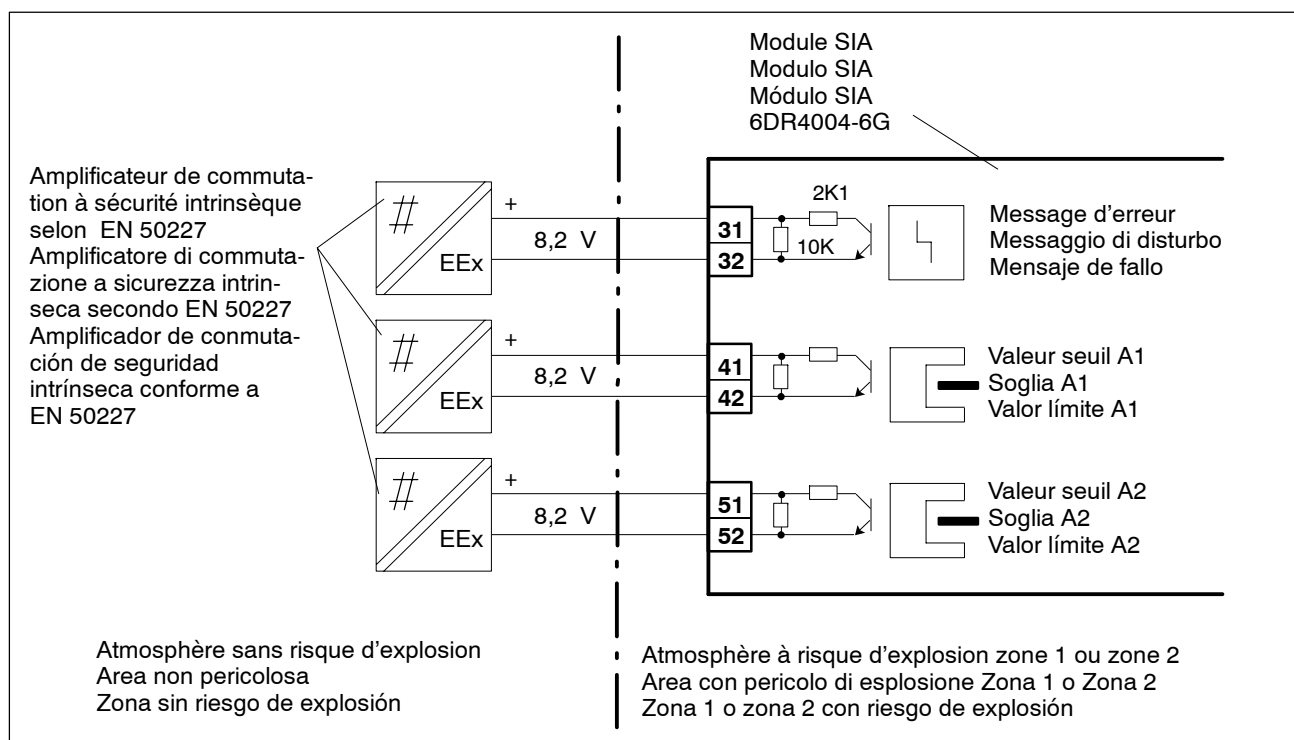 Module SIA
Modulo SIA
Módulo SIA
6DR4004-6G
Amplificateur de commuta-
tion à sécurité intrinsèque
selon EN 50227
Amplificatore di commuta-
zione a sicurezza intrin-
seca secondo EN 50227
Amplificador de conmuta-
ción de seguridad
intrínseca conforme a
EN 50227
#
EEx
+
8,2 V
31
32
2K1
10K
Message d'erreur
Messaggio di disturbo
Mensaje de fallo
#
EEx
+
8,2 V
41
42
Valeur seuil A1
Soglia A1
Valor límite A1
#
EEx
+
8,2 V
51
52
Valeur seuil A2
Soglia A2
Valor límite A2
Atmosphère sans risque d'explosion
Area non pericolosa
Zona sin riesgo de explosión
Atmosphère à risque d'explosion zone 1 ou zone 2
Area con pericolo di esplosione Zona 1 o Zona 2
Zona 1 o zona 2 con riesgo de explosión